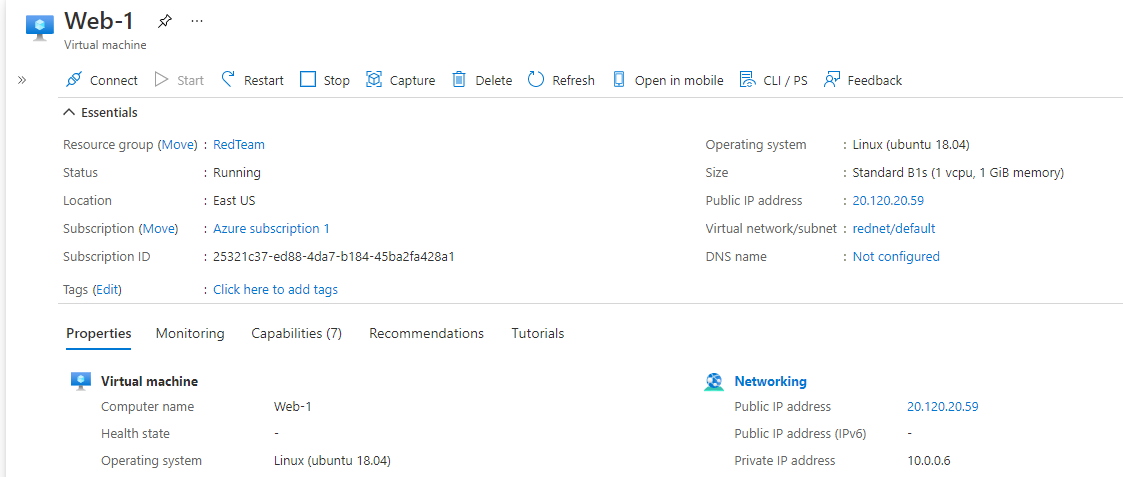 Web-1
Virtual machine
Connect Start Restart Stop Capture Delete Refresh Open in mobile CLI / PS Feedback
Essentials
Resource group (Move) : RedTeam
Status : Running
Location : East US
Subscription (Move) : Azure subscription 1
Subscription ID : 25321c37-ed88-4da7-b184-45ba2fa428a1
Tags (Edit) : Click here to add tags
Operating system : Linux (ubuntu 18.04)
Size : Standard B1s (1 vcpu, 1 GiB memory)
Public IP address : 20.120.20.59
Virtual network/subnet : rednet/default
DNS name : Not configured
Properties Monitoring Capabilities (7) Recommendations Tutorials
Virtual machine
Computer name Web-1
Health state -
Operating system Linux (ubuntu 18.04)
Networking
Public IP address 20.120.20.59
Public IP address (IPv6) -
Private IP address 10.0.0.6